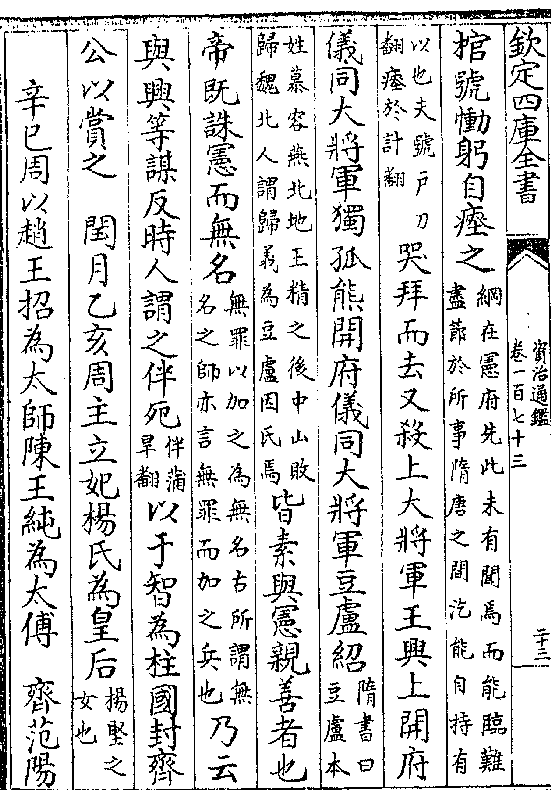 欽定四庫全書
資治通鑑
卷一百七十三
二十三
棺號慟躬自瘞之
綱在憲府先此未有聞焉而能臨難
盡節於所事隋唐之間汔能自持有
以也夫號戶刀
翻瘞於計翻
哭拜而去又殺上大將軍王興上開府
儀同大將軍獨孤熊開府儀同大將軍豆盧紹
隋書曰
豆盧本
姓慕容燕北地王精之後中山敗
歸魏北人謂歸義為豆盧因氏焉
皆素與憲親善者也
帝既誅憲而無名
無罪以加之為無名古所謂無
名之師亦言無罪而加之兵也
乃云
與興等謀反時人謂之伴死
伴蒲
旱翻
以于智為柱國封齊
公以賞之　閏月乙亥周主立妃楊氏為皇后
楊堅之
女也
辛巳周以趙王招為太師陳王純為太傅　齊范陽